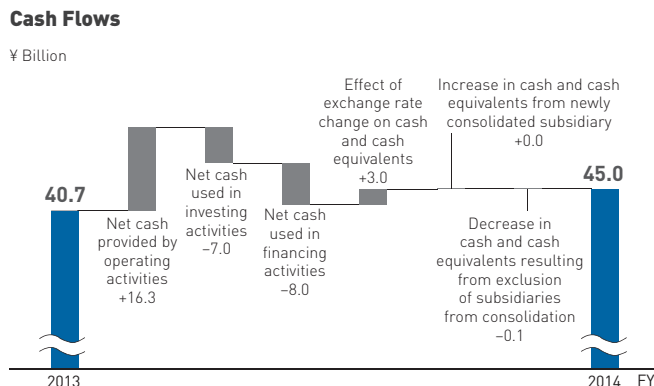 Cash Flows
¥ Billion
40.7
Net cash
provided by
operating
activities
+16.3
Net cash
used in
investing
activities
−7.0
Net cash
used in
financing
activities
−8.0
Effect of
exchange rate
change on cash
and cash
equivalents
+3.0
Increase in cash and cash
equivalents from newly
consolidated subsidiary
+0.0
Decrease in
cash and cash
equivalents resulting
from exclusion
of subsidiaries
from consolidation
−0.1
45.0
2013
2014 FY